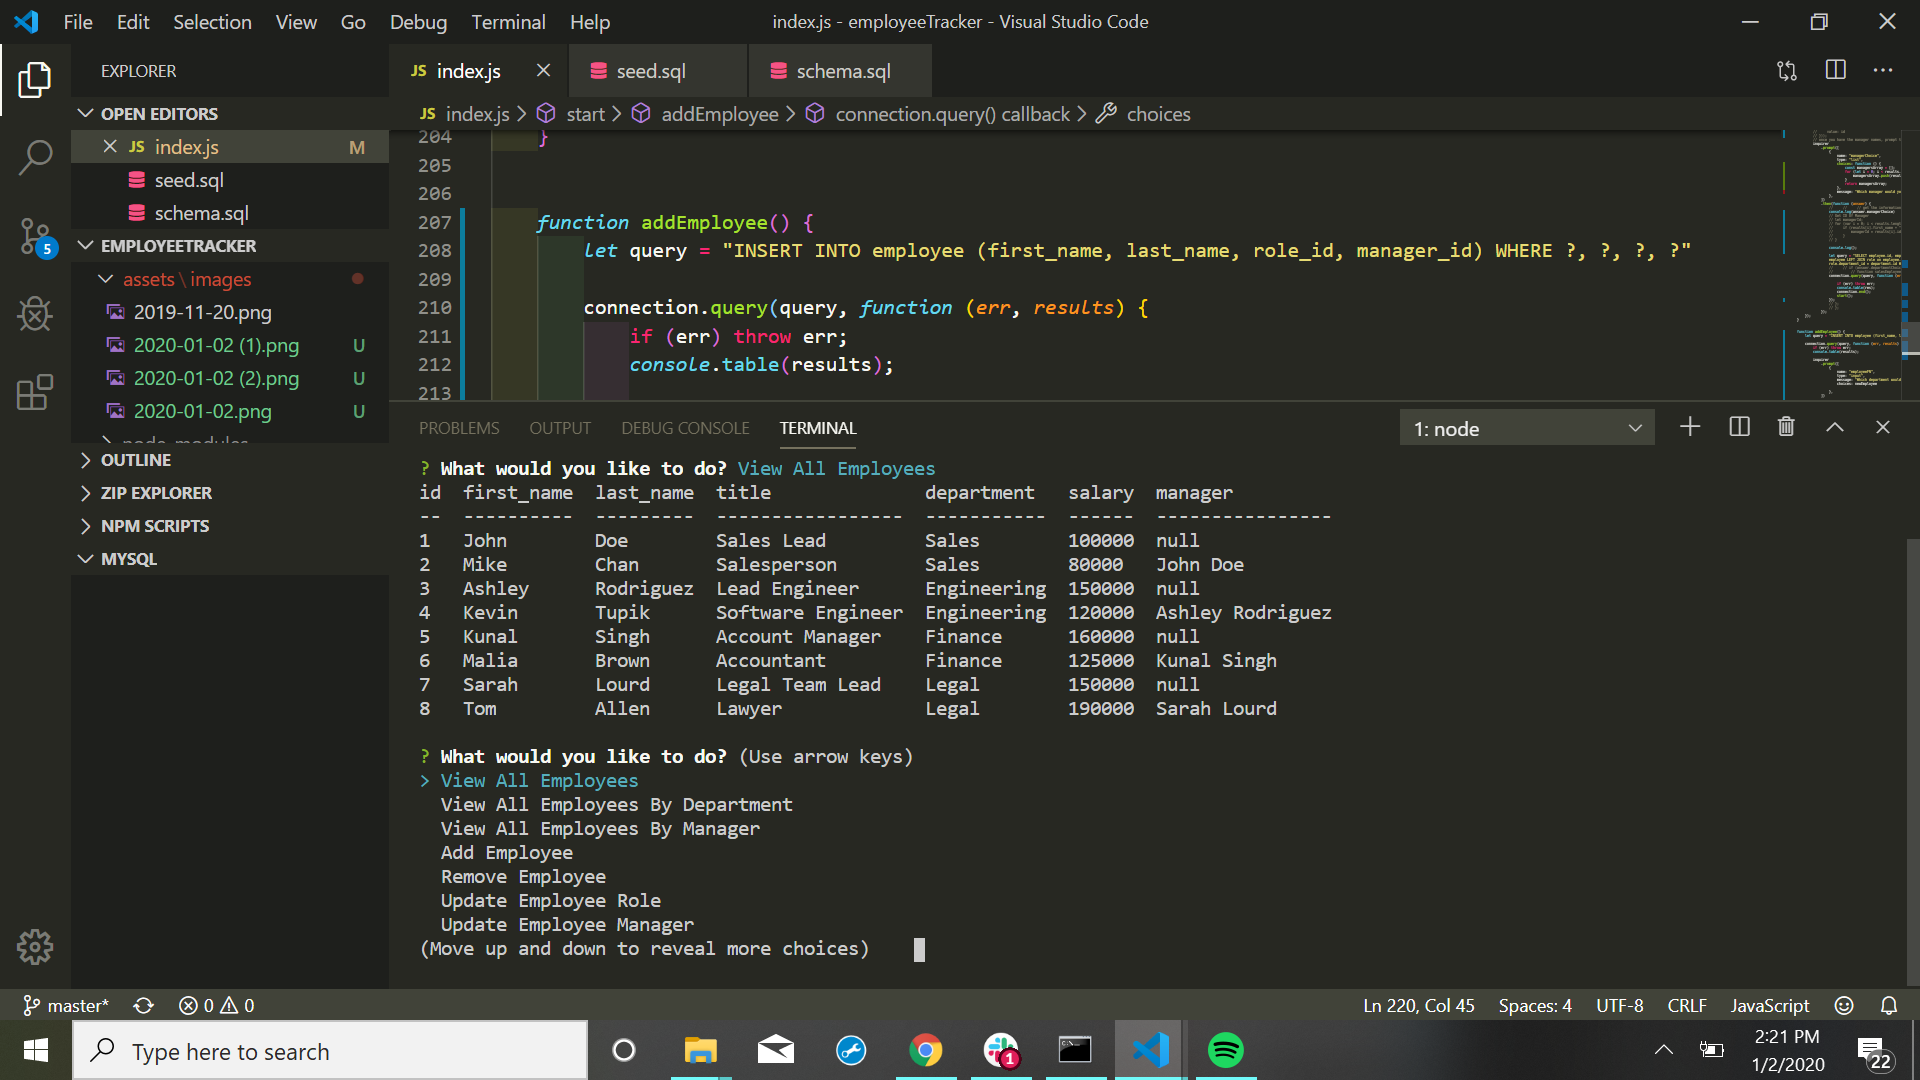 File Edit Selection View Go Debug Terminal Help
index.js - employeeTracker - Visual Studio Code
EXPLORER
OPEN EDITORS
JS index.js M
seed.sql
schema.sql
EMPLOYEETRACKER
assets \ images
2019-11-20.png
2020-01-02 (1).png U
2020-01-02 (2).png U
2020-01-02.png U
node_modules
OUTLINE
ZIP EXPLORER
NPM SCRIPTS
MYSQL
5
JS index.js
seed.sql
schema.sql
JS index.js > start > addEmployee > connection.query() callback > choices
204 }
205
206
207 function addEmployee() {
208 let query = "INSERT INTO employee (first_name, last_name, role_id, manager_id) WHERE ?, ?, ?, ?"
209
210 connection.query(query, function (err, results) {
211 if (err) throw err;
212 console.table(results);
213
PROBLEMS OUTPUT DEBUG CONSOLE TERMINAL
1: node
? What would you like to do? View All Employees
id first_name last_name title department salary manager
-- ---------- --------- ----------------- ----------- ------ ----------------
1 John Doe Sales Lead Sales 100000 null
2 Mike Chan Salesperson Sales 80000 John Doe
3 Ashley Rodriguez Lead Engineer Engineering 150000 null
4 Kevin Tupik Software Engineer Engineering 120000 Ashley Rodriguez
5 Kunal Singh Account Manager Finance 160000 null
6 Malia Brown Accountant Finance 125000 Kunal Singh
7 Sarah Lourd Legal Team Lead Legal 150000 null
8 Tom Allen Lawyer Legal 190000 Sarah Lourd
? What would you like to do? (Use arrow keys)
> View All Employees
View All Employees By Department
View All Employees By Manager
Add Employee
Remove Employee
Update Employee Role
Update Employee Manager
(Move up and down to reveal more choices)
master* 0 0
Ln 220, Col 45 Spaces: 4 UTF-8 CRLF JavaScript
Type here to search
1
2:21 PM
1/2/2020
22